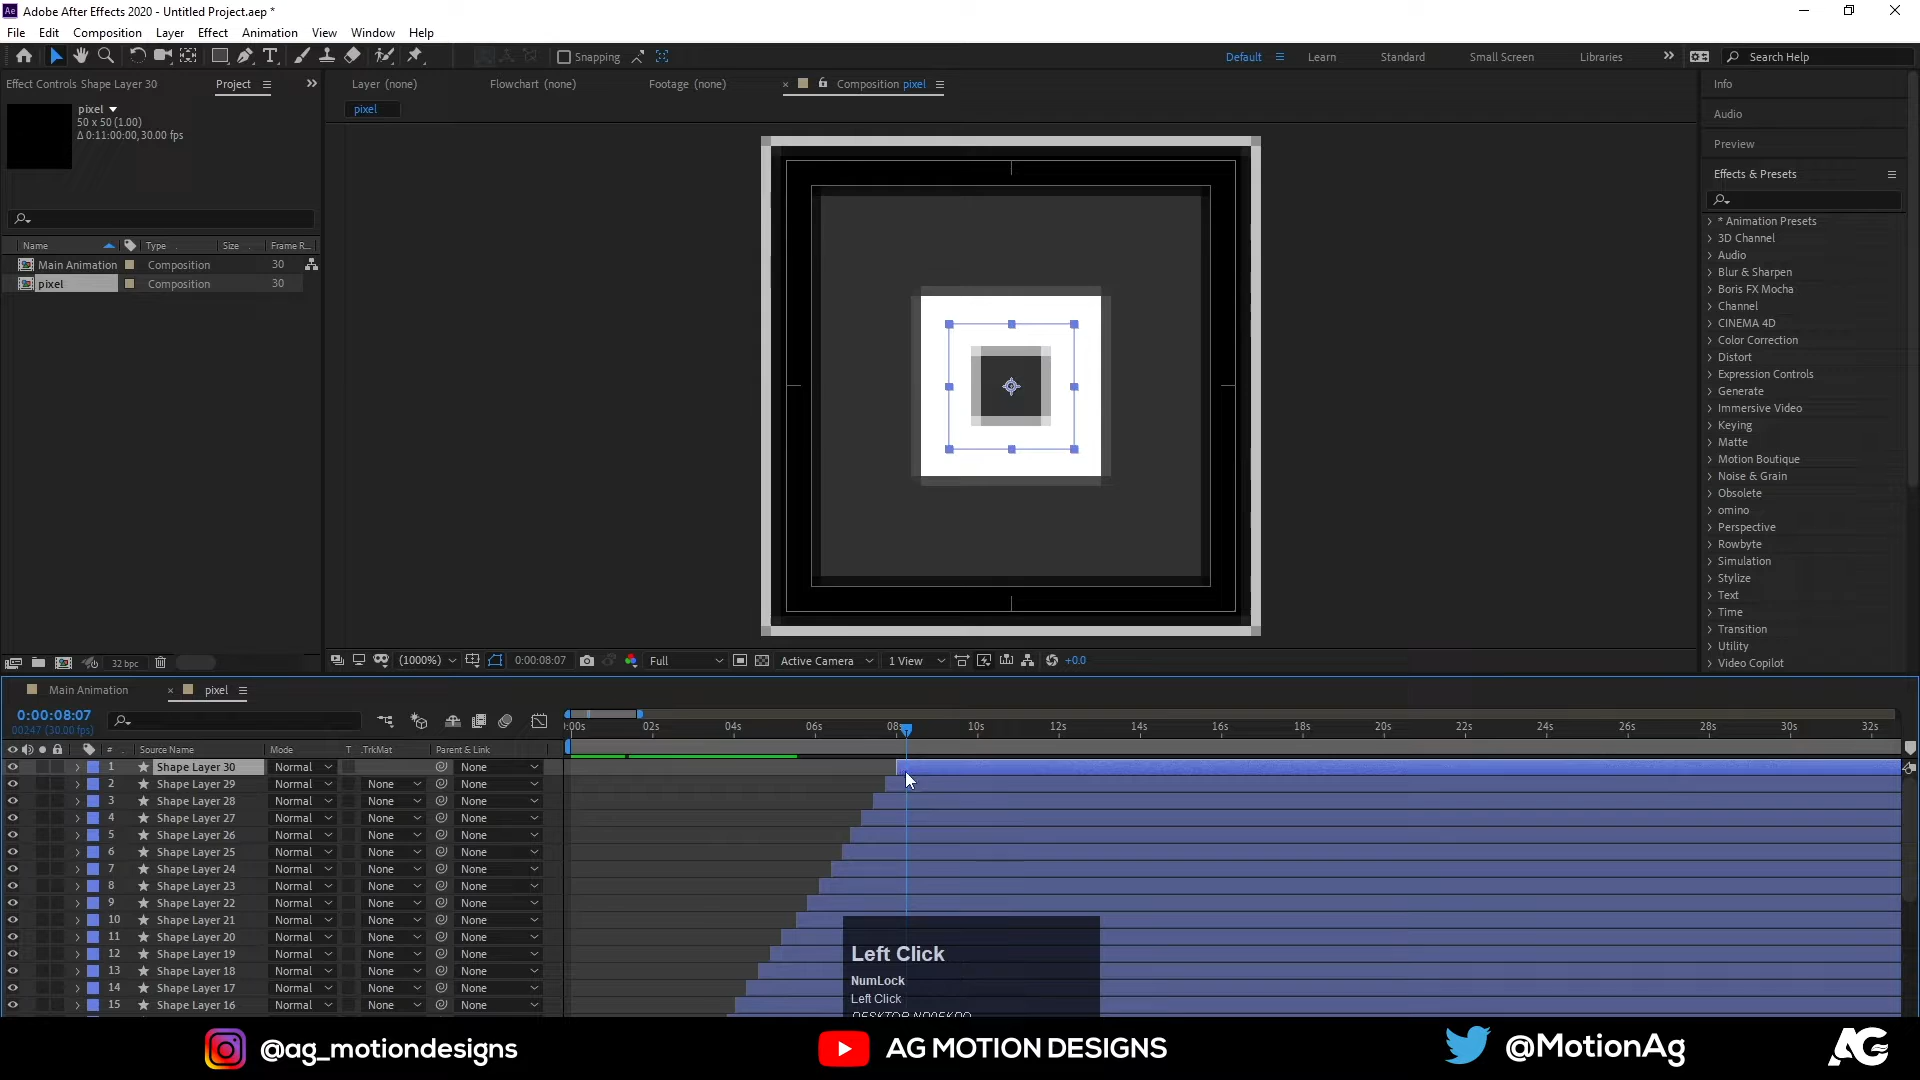 Adobe After Effects 2020 - Untitled Project.aep *
File Edit Composition Layer Effect Animation View Window Help
Snapping Default Learn Standard Small Screen Libraries Search Help
Effect Controls Shape Layer 30 Project
Layer (none) Flowchart (none) Footage (none) Composition pixel
pixel
50 x 50 (1.00)
Δ 0:11:00:00, 30.00 fps
pixel
Name Type Size Frame R...
Main Animation Composition 30
pixel Composition 30
32 bpc
(1000%) 0:00:08:07 Full Active Camera 1 View +0.0
Info
Audio
Preview
Effects & Presets
* Animation Presets
3D Channel
Audio
Blur & Sharpen
Boris FX Mocha
Channel
CINEMA 4D
Color Correction
Distort
Expression Controls
Generate
Immersive Video
Keying
Matte
Motion Boutique
Noise & Grain
Obsolete
omino
Perspective
Rowbyte
Simulation
Stylize
Text
Time
Transition
Utility
Video Copilot
Main Animation pixel
0:00:08:07
00247 (30.00 fps)
:00s 02s 04s 06s 08s 10s 12s 14s 16s 18s 20s 22s 24s 26s 28s 30s 32s
# Source Name Mode T .TrkMat Parent & Link
1 Shape Layer 30 Normal None
2 Shape Layer 29 Normal None None
3 Shape Layer 28 Normal None None
4 Shape Layer 27 Normal None None
5 Shape Layer 26 Normal None None
6 Shape Layer 25 Normal None None
7 Shape Layer 24 Normal None None
8 Shape Layer 23 Normal None None
9 Shape Layer 22 Normal None None
10 Shape Layer 21 Normal None None
11 Shape Layer 20 Normal None None
12 Shape Layer 19 Normal None None
13 Shape Layer 18 Normal None None
14 Shape Layer 17 Normal None None
15 Shape Layer 16 Normal None None
Left Click
NumLock
Left Click
@ag_motiondesigns AG MOTION DESIGNS @MotionAg AG